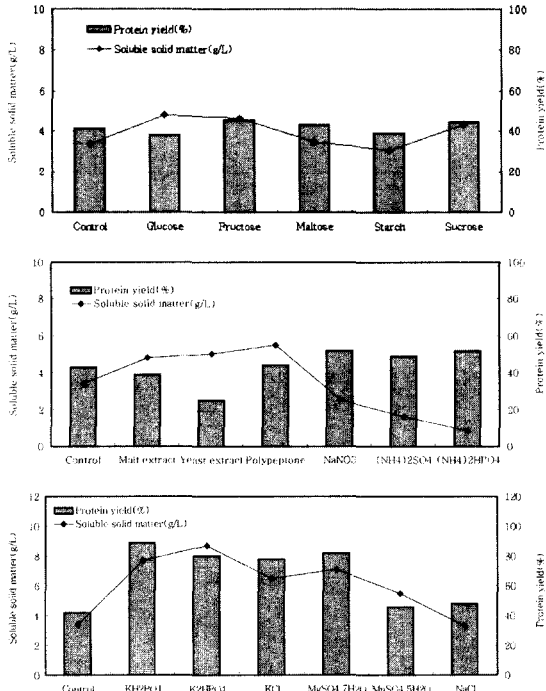 10 100
Protein yield(%)
Soluble solid matter(g/L)
8 80
6 60
4 40
2 20
0 0
Soluble solid matter(g/L)
Protein yield(%)
Control Glucose Fructose Maltose Starch Sucrose
10 100
Protein yield(%)
Soluble solid matter(g/L)
8 80
6 60
4 40
2 20
0 0
Soluble solid matter(g/L)
Protein yield(%)
Control Malt extract Yeast extract Polypeptone NaNO3 (NH4)2SO4 (NH4)2HPO4
12 120
Protein yield(%)
Soluble solid matter(g/L)
10 100
8 80
6 60
4 40
2 20
0 0
Soluble solid matter(g/L)
Protein yield(%)
Control KH2PO4 K2HPO4 KCl MgSO4.7H2O NaCl